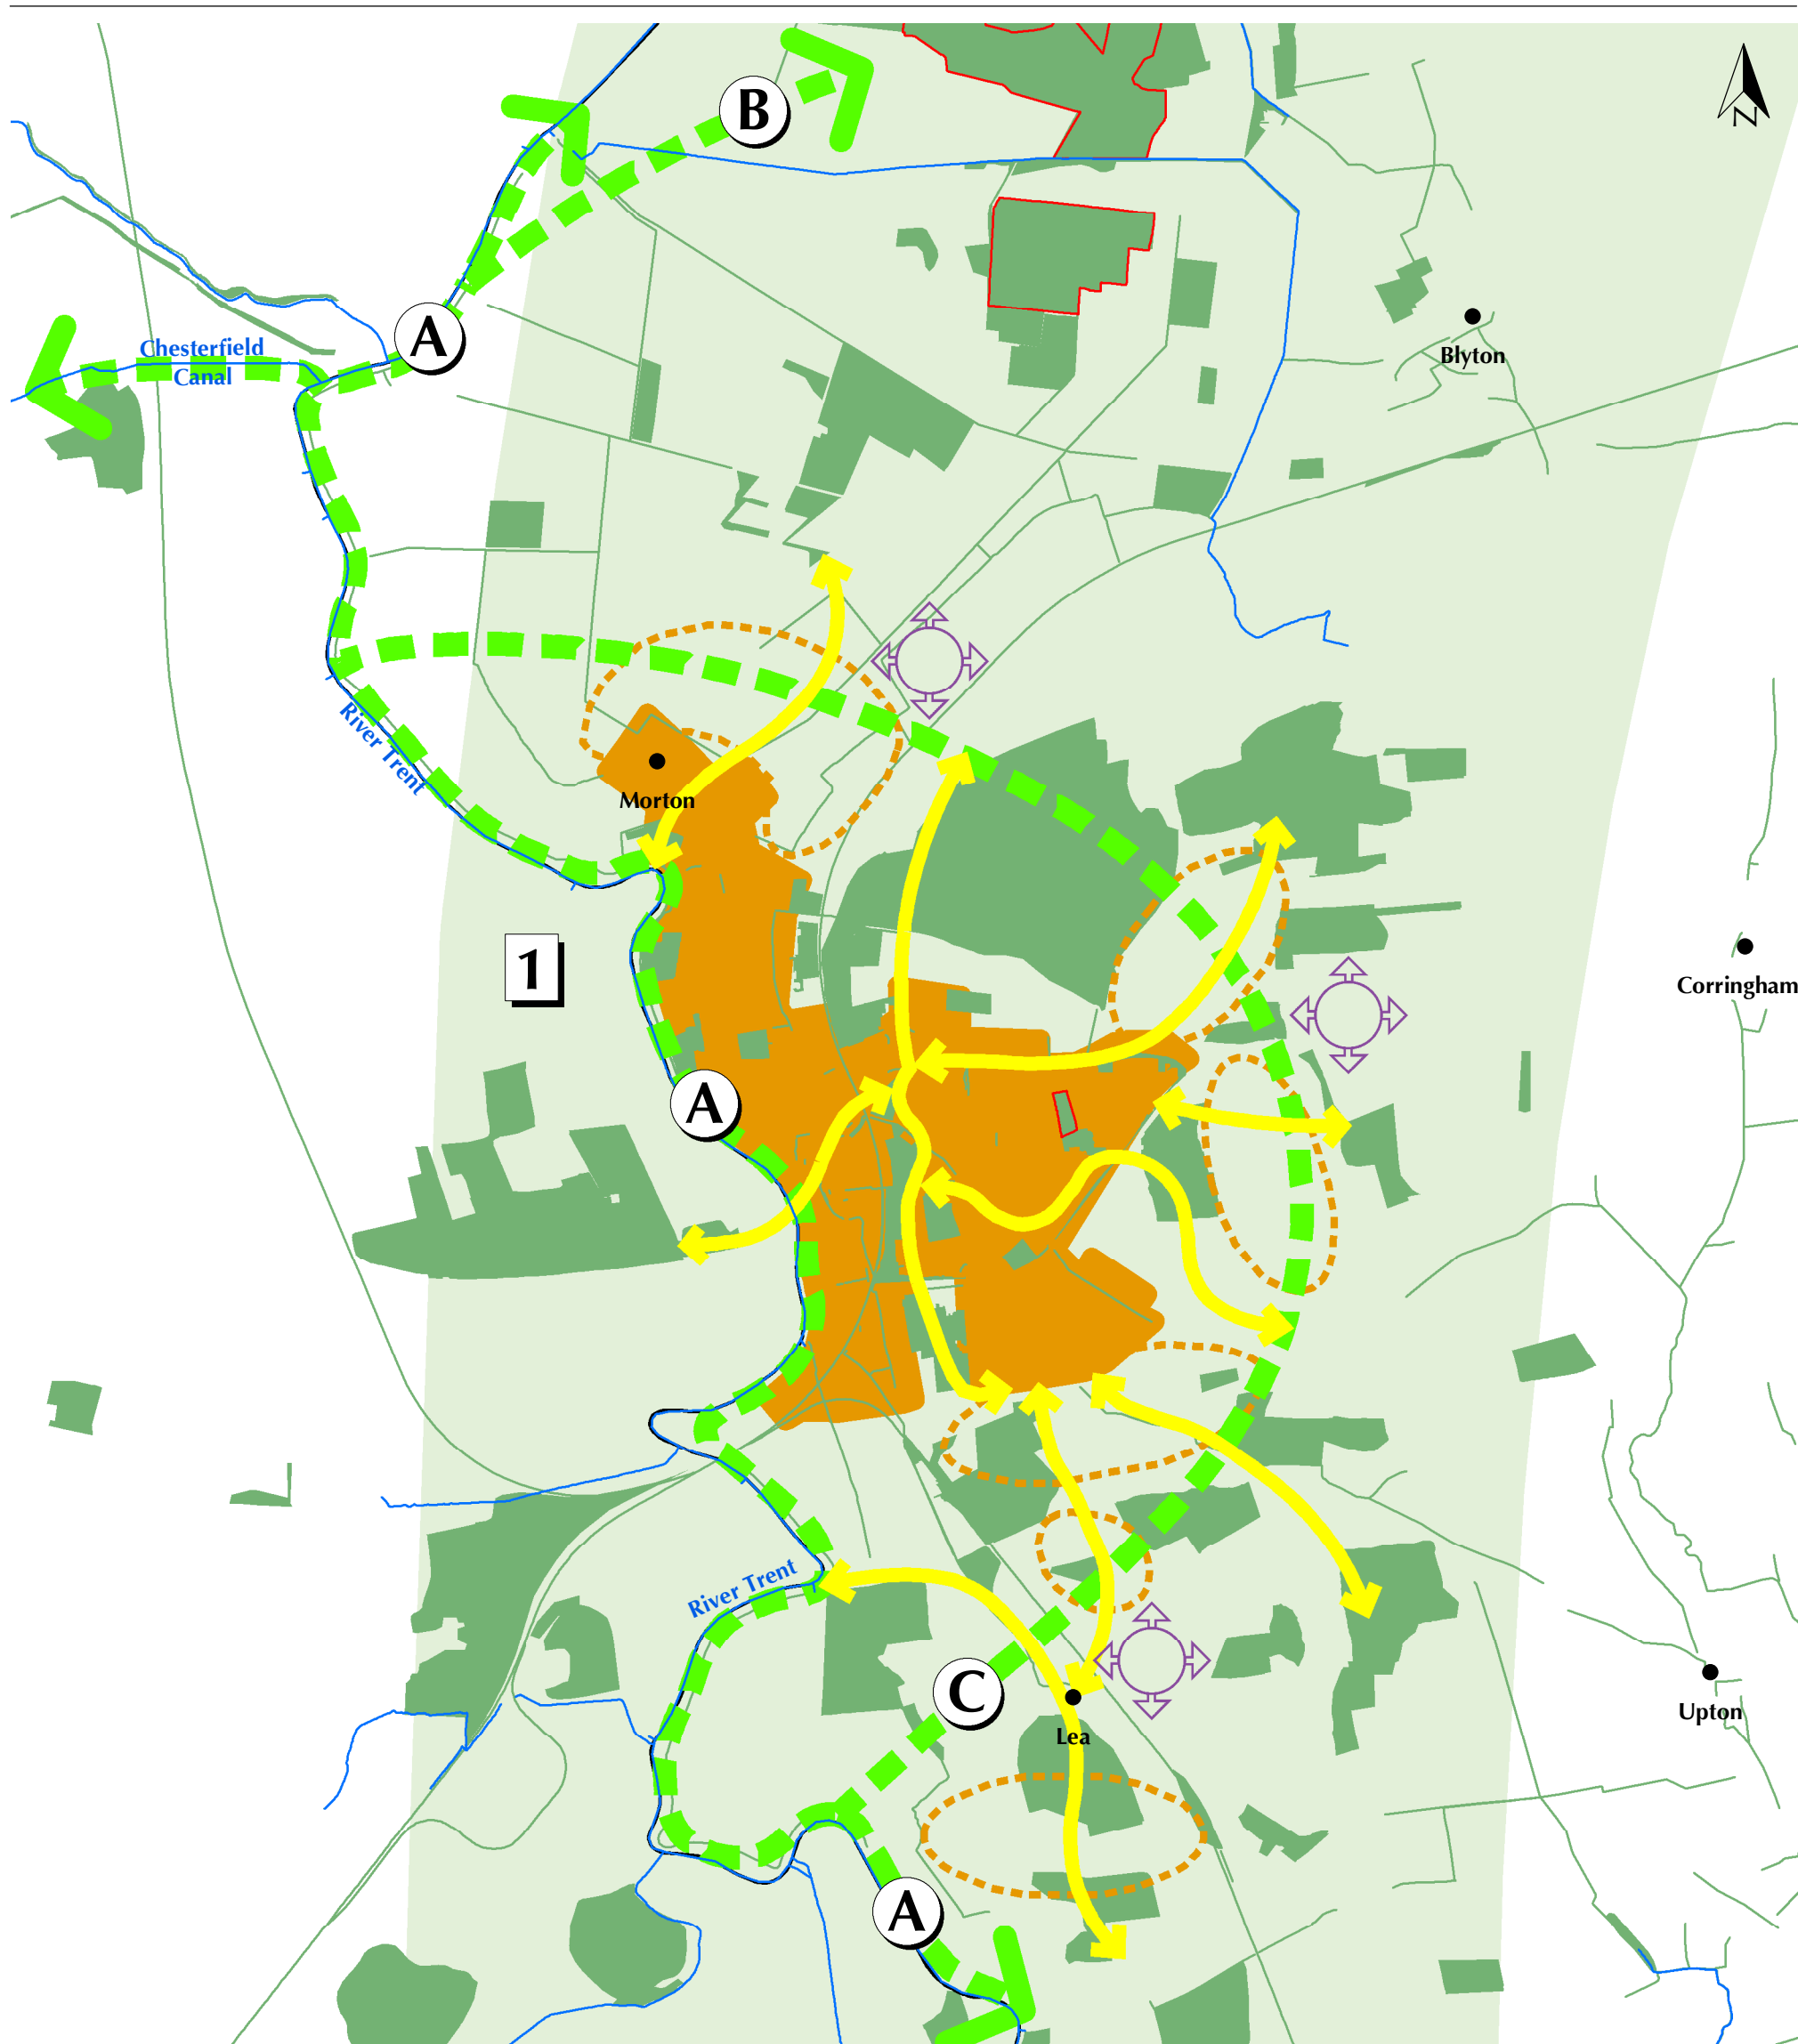 B
N
A
Chesterfield
Canal
Blyton
River Trent
Morton
1
Corringham
A
River Trent
C
Lea
Upton
A